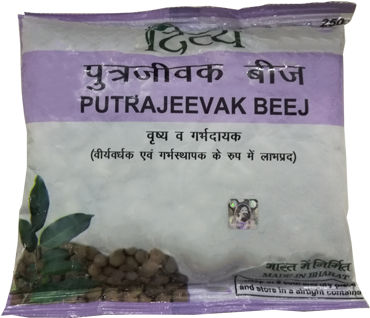 दिव्य
250
पुत्रजीवक बीज
PUTRAJEEVAK BEEJ
वृष्य व गर्भदायक
(वीर्यवर्धक एवं गर्भस्थापक के रुप में लाभप्रद)
भारत में निर्मित
MADE IN BHARAT
and store in a airtight container